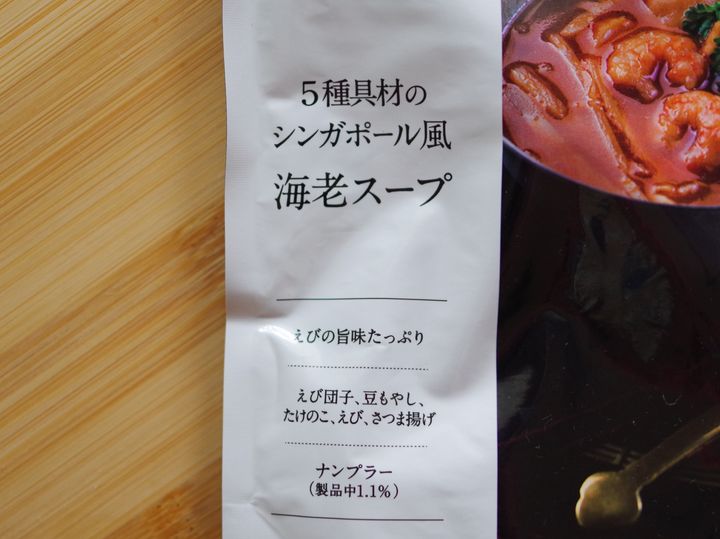 5種具材の
シンガポール風
海老スープ
えびの旨味たっぷり
えび団子、豆もやし、
たけのこ、えび、さつま揚げ
ナンプラー
（製品中1.1%）